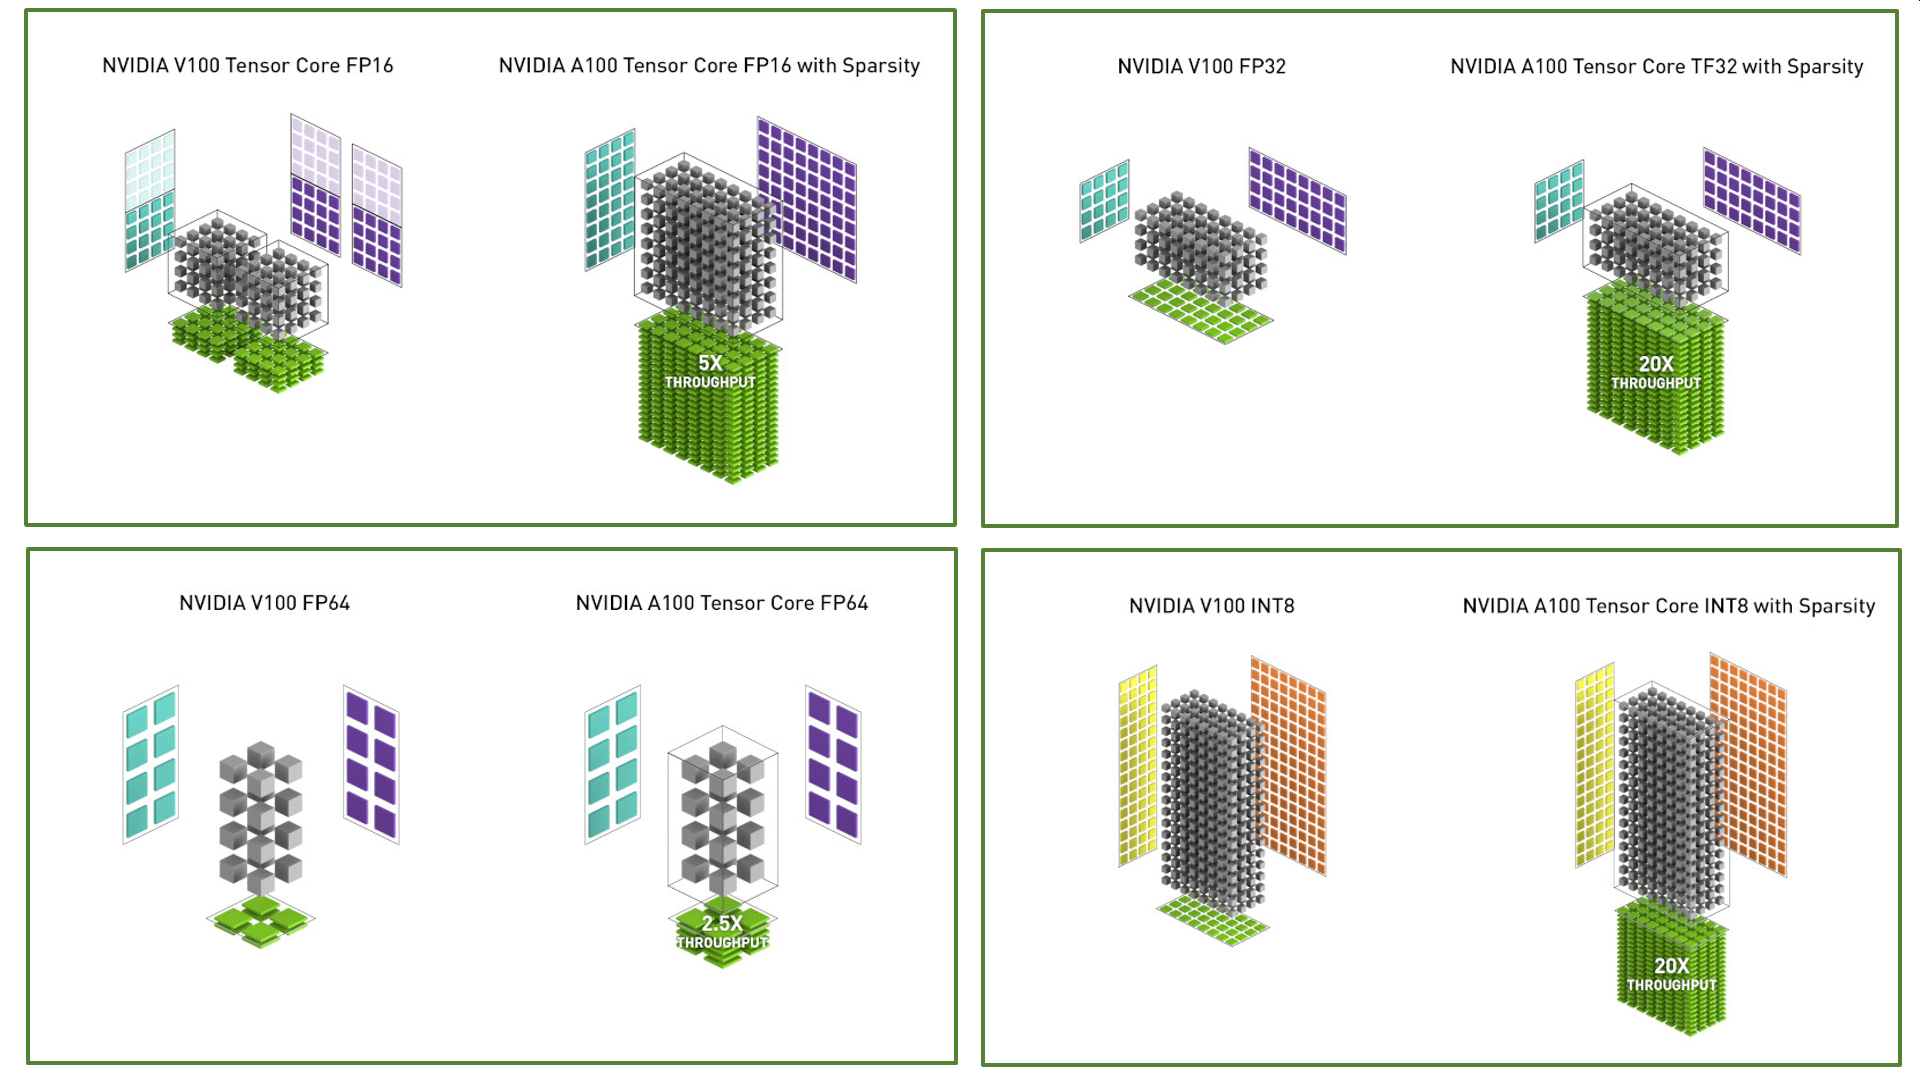 NVIDIA V100 Tensor Core FP16
NVIDIA A100 Tensor Core FP16 with Sparsity
5X
THROUGHPUT
NVIDIA V100 FP32
NVIDIA A100 Tensor Core TF32 with Sparsity
20X
THROUGHPUT
NVIDIA V100 FP64
NVIDIA A100 Tensor Core FP64
2.5X
THROUGHPUT
NVIDIA V100 INT8
NVIDIA A100 Tensor Core INT8 with Sparsity
20X
THROUGHPUT